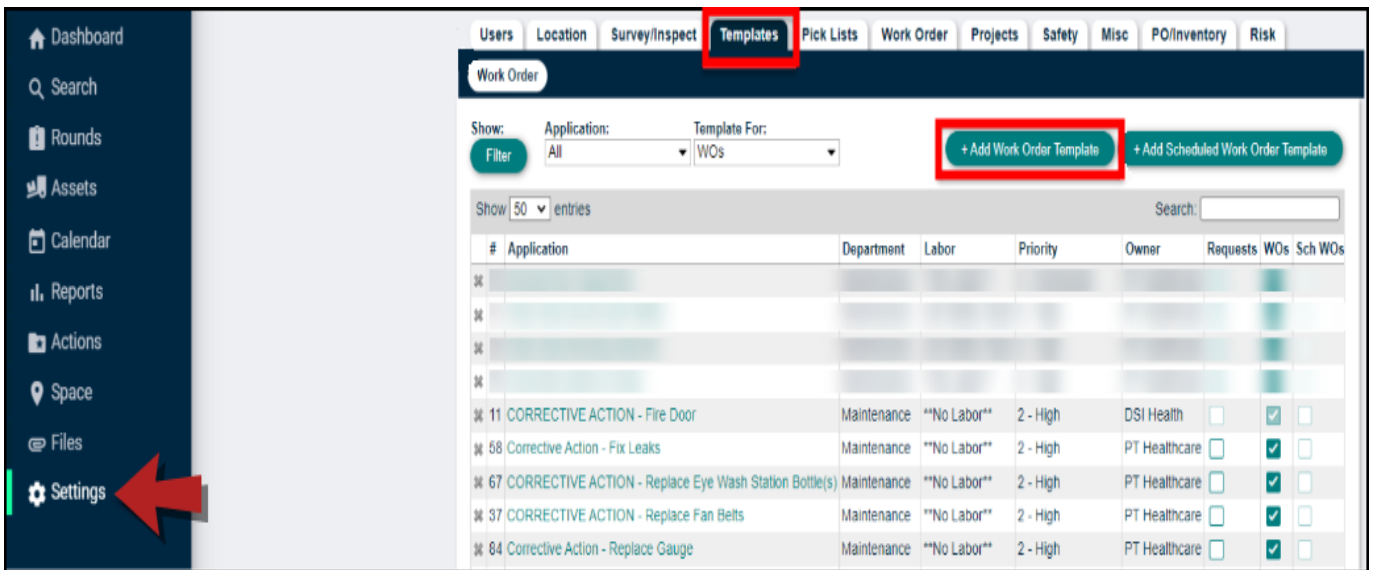 Dashboard
Search
Rounds
Assets
Calendar
Reports
Actions
Space
Files
Settings
Users Location Survey/Inspect Templates Pick Lists Work Order Projects Safety Misc PO/Inventory Risk
Work Order
Show: Application: Template For:
Filter All WOs + Add Work Order Template + Add Scheduled Work Order Template
Show 50 entries Search:
# Application Department Labor Priority Owner Requests WOs Sch WOs
11 CORRECTIVE ACTION - Fire Door Maintenance **No Labor** 2 - High DSI Health
58 Corrective Action - Fix Leaks Maintenance **No Labor** 2 - High PT Healthcare
67 CORRECTIVE ACTION - Replace Eye Wash Station Bottle(s) Maintenance **No Labor** 2 - High PT Healthcare
37 CORRECTIVE ACTION - Replace Fan Belts Maintenance **No Labor** 2 - High PT Healthcare
84 Corrective Action - Replace Gauge Maintenance **No Labor** 2 - High PT Healthcare